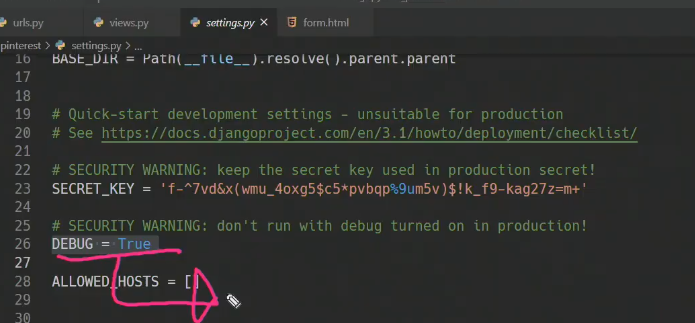 urls.py views.py settings.py × form.html
pinterest > settings.py > ...
16 BASE_DIR = Path(__file__).resolve().parent.parent
17
18
19 # Quick-start development settings - unsuitable for production
20 # See https://docs.djangoproject.com/en/3.1/howto/deployment/checklist/
21
22 # SECURITY WARNING: keep the secret key used in production secret!
23 SECRET_KEY = 'f-^7vd&x(wmu_4oxg5$c5*pvbqp%9um5v)$!k_f9-kag27z=m+'
24
25 # SECURITY WARNING: don't run with debug turned on in production!
26 DEBUG = True
27
28 ALLOWED_HOSTS = []
29
30